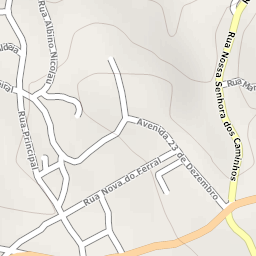 Rua Albino Nicolau
Rua Nossa Senhora dos Caminhos
Rua Principal
Avenida 23 de Dezembro
Rua Nova do Ferral